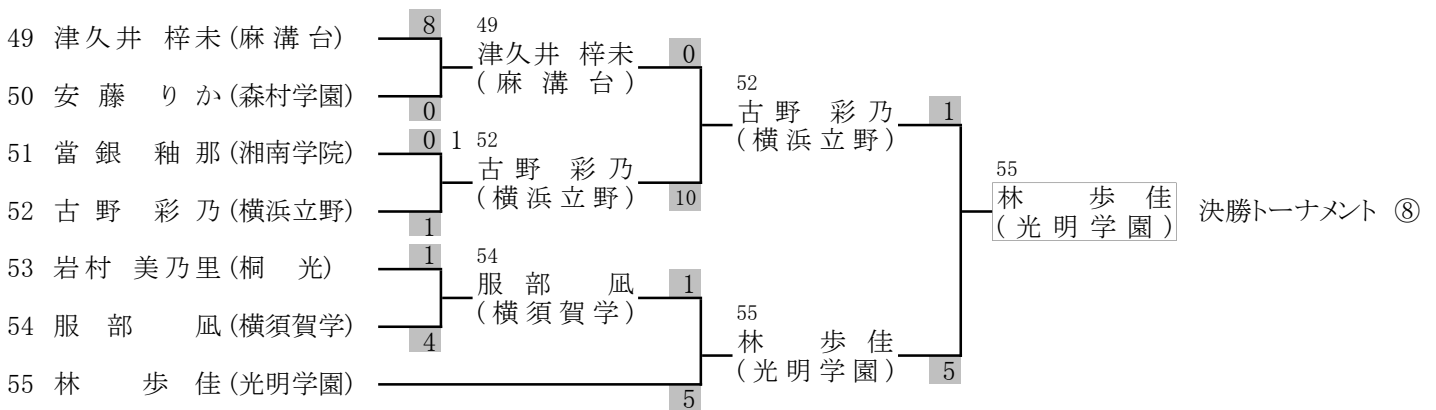 49 津久井 梓未 (麻溝台) 8
50 安藤 りか (森村学園) 0
51 當銀 釉那 (湘南学院) 0 1
52 古野 彩乃 (横浜立野) 1
53 岩村 美乃里 (桐 光) 1
54 服部 凪 (横須賀学) 4
55 林 歩佳 (光明学園) 5
49
津久井 梓未 0
(麻溝台)
52
古野 彩乃
(横浜立野) 10
54
服部 凪 1
(横須賀学)
52
古野 彩乃 1
(横浜立野)
55
林 歩佳
(光明学園) 5
55
林 歩佳
(光明学園)
決勝トーナメント ⑧